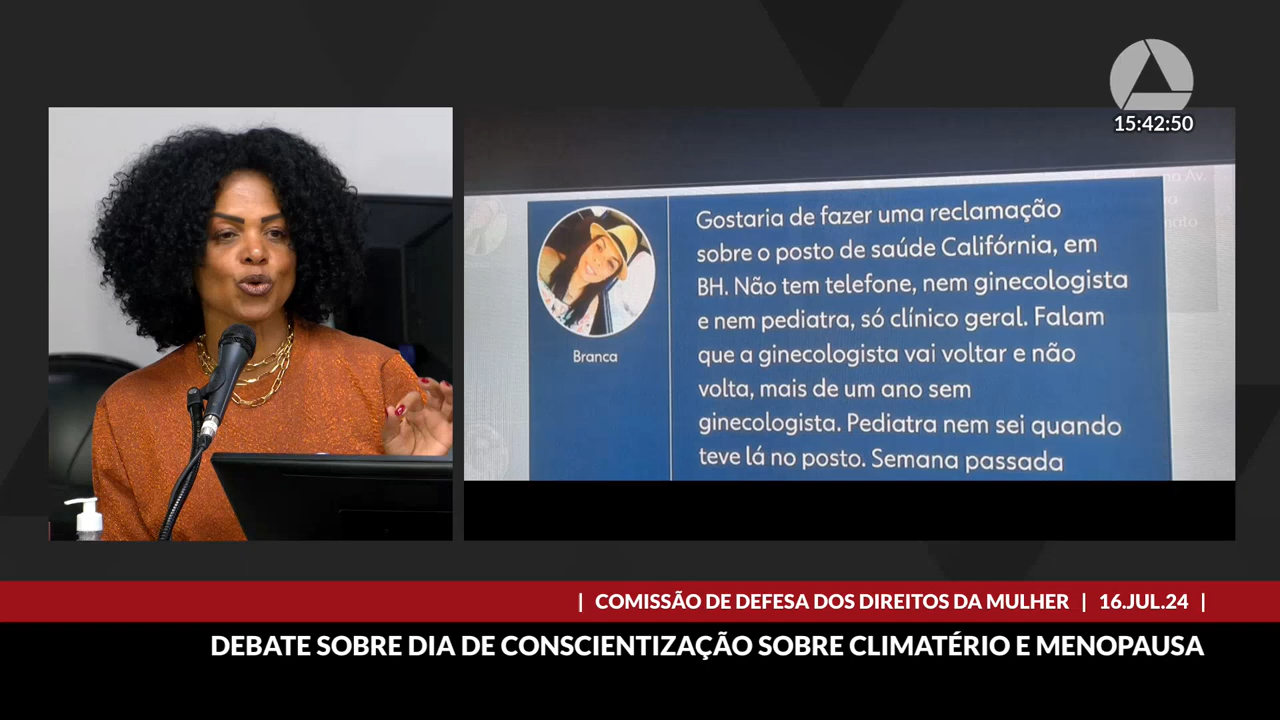 15:42:50
Gostaria de fazer uma reclamação
sobre o posto de saúde Califórnia, em
BH. Não tem telefone, nem ginecologista
e nem pediatra, só clínico geral. Falam
que a ginecologista vai voltar e não
volta, mais de um ano sem
ginecologista. Pediatra nem sei quando
teve lá no posto. Semana passada
Branca
| COMISSÃO DE DEFESA DOS DIREITOS DA MULHER | 16.JUL.24 |
DEBATE SOBRE DIA DE CONSCIENTIZAÇÃO SOBRE CLIMATÉRIO E MENOPAUSA